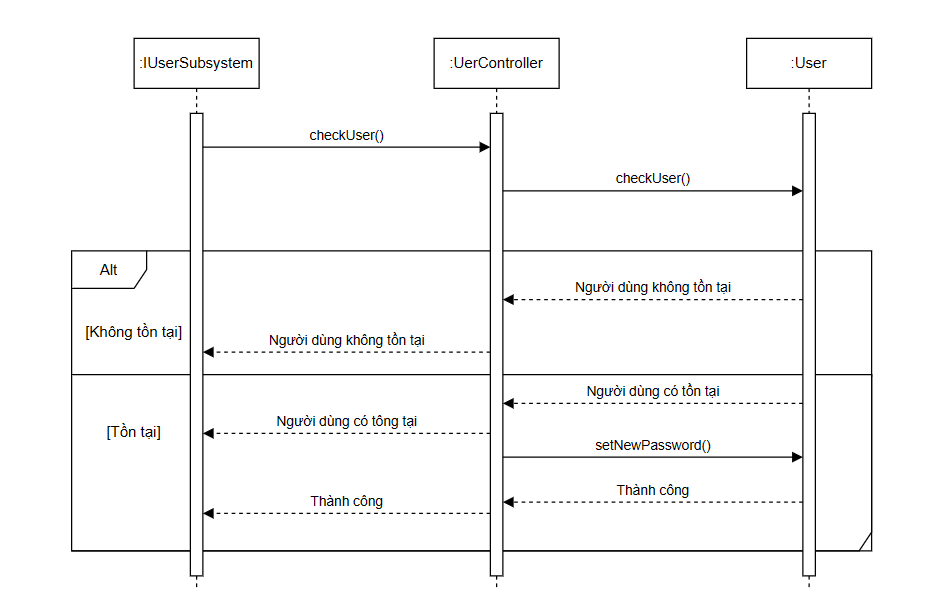 :IUserSubsystem
:UerController
:User
checkUser()
checkUser()
Alt
Người dùng không tồn tại
[Không tồn tại]
Người dùng không tồn tại
Người dùng có tồn tại
Người dùng có tông tại
[Tồn tại]
setNewPassword()
Thành công
Thành công